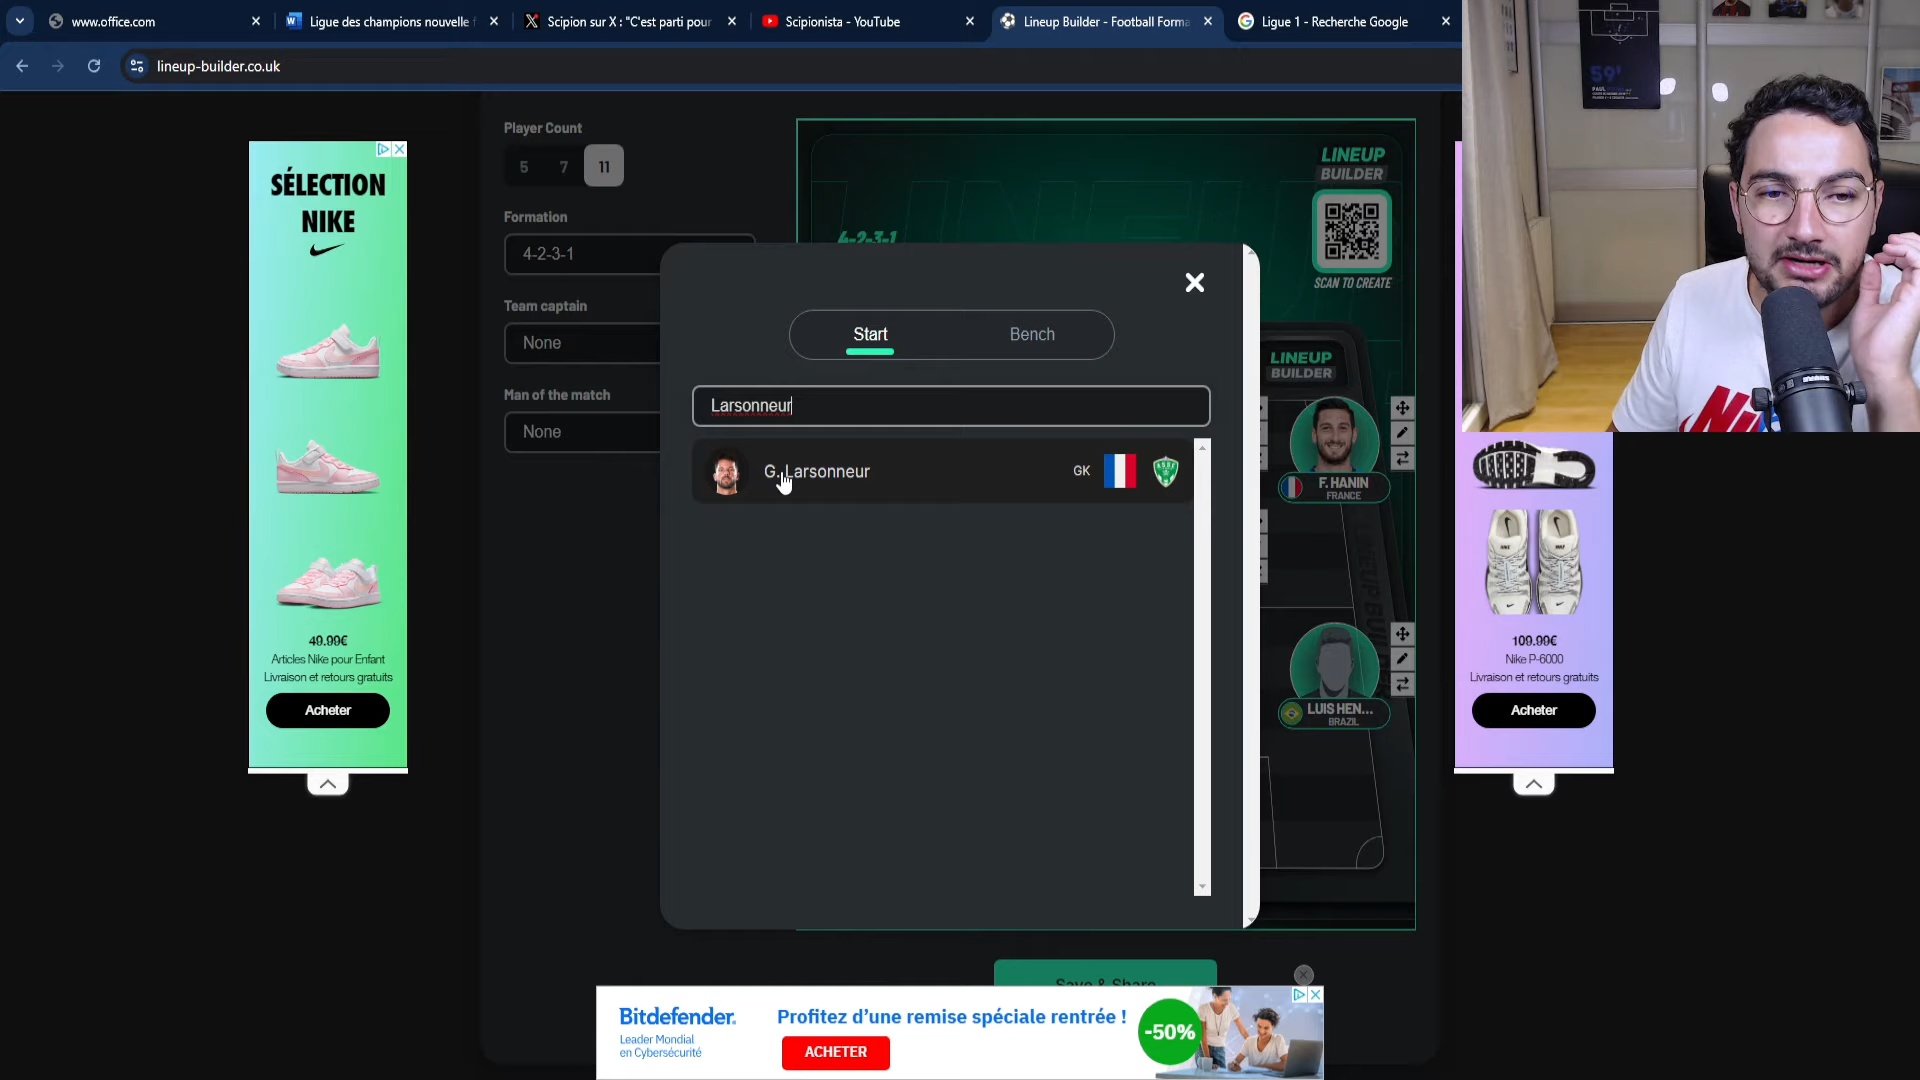 www.office.com
Ligue des champions nouvelle
Scipion sur X : "C'est parti pour
Scipionista - YouTube
Lineup Builder - Football Forma
Ligue 1 - Recherche Google
lineup-builder.co.uk
Player Count
5 7 11
Formation
4-2-3-1
Team captain
None
Man of the match
None
LINEUP
BUILDER
4-2-3-1
SCAN TO CREATE
Start
Bench
Larsonneur
G. Larsonneur
GK
LINEUP
BUILDER
F. HANIN
FRANCE
LUIS HEN...
BRAZIL
Save & Share
SÉLECTION
NIKE
49.99€
Articles Nike pour Enfant
Livraison et retours gratuits
Acheter
109.99€
Nike P-6000
Livraison et retours gratuits
Acheter
Bitdefender
Leader Mondial
en Cybersécurité
Profitez d'une remise spéciale rentrée !
ACHETER
-50%
59'